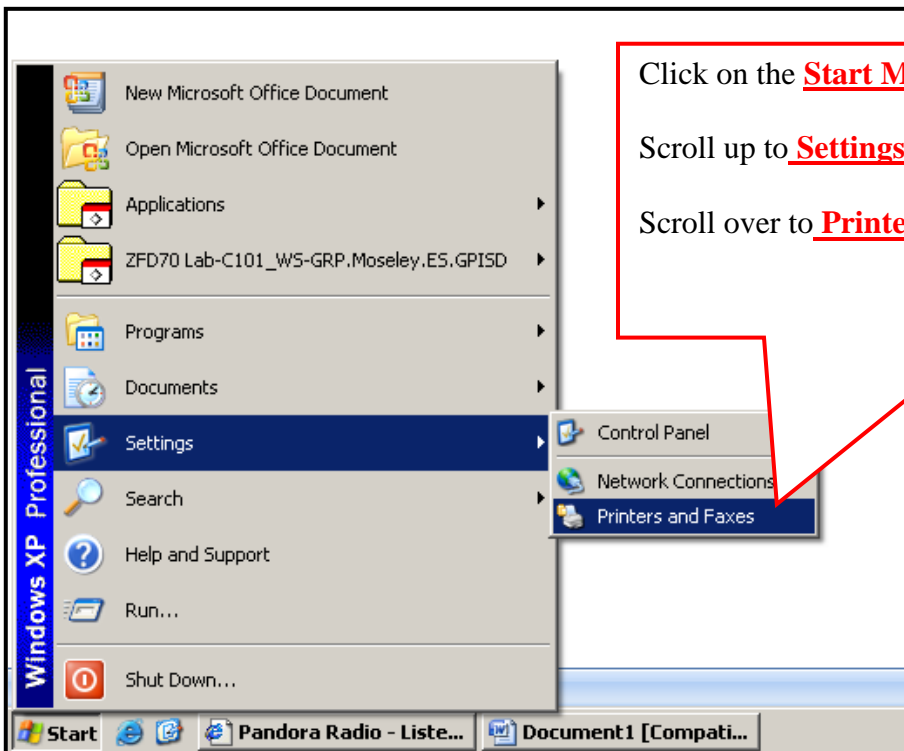 Click on the Start M
Scroll up to Settings
Scroll over to Printe
New Microsoft Office Document
Open Microsoft Office Document
Applications
ZFD70 Lab-C101_WS-GRP.Moseley.ES.GPISD
Programs
Documents
Settings
Search
Help and Support
Run...
Shut Down...
Control Panel
Network Connections
Printers and Faxes
Windows XP Professional
Start
Pandora Radio - Liste...
Document1 [Compati...